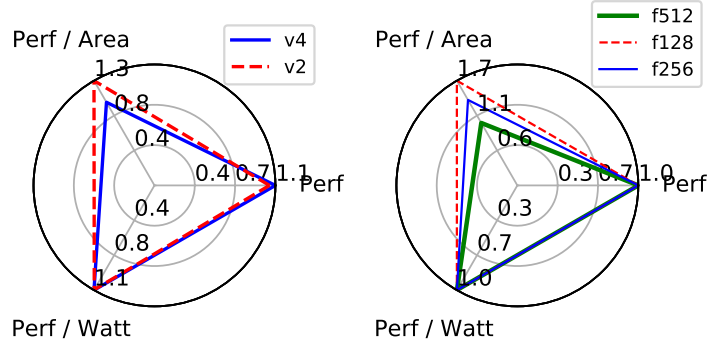 Perf / Area
v4
v2
1.3
0.8
0.4
0.4
0.7
1.1
Perf
0.4
0.8
1.1
Perf / Watt
Perf / Area
f512
f128
f256
1.7
1.1
0.6
0.3
0.7
1.0
Perf
0.3
0.7
1.0
Perf / Watt